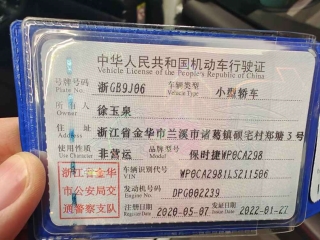 中华人民共和国机动车行驶证
Vehicle License of the People's Republic of China
号牌号码 浙GB9J06 车辆类型 小型轿车
Plate No. Vehicle Type
所有人 徐玉泉
Owner
住址 浙江省金华市兰溪市诸葛镇硕宅村郑塘3号
Address
使用性质 非营运 品牌型号 保时捷WP0CA298
Use Character Model
浙江省金华 车辆识别代号 WP0CA2981LS211506
VIN
市公安局交 发动机号码 DPG002239
Engine No.
通警察支队 注册日期 2020-05-07 发证日期 2022-01-27
Register Date Issue Date